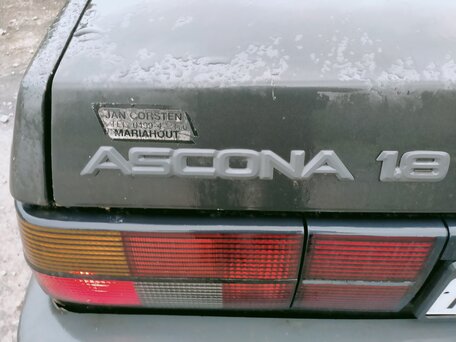 JAN CORSTEN
MARIAHOUT
ASCONA 1.8